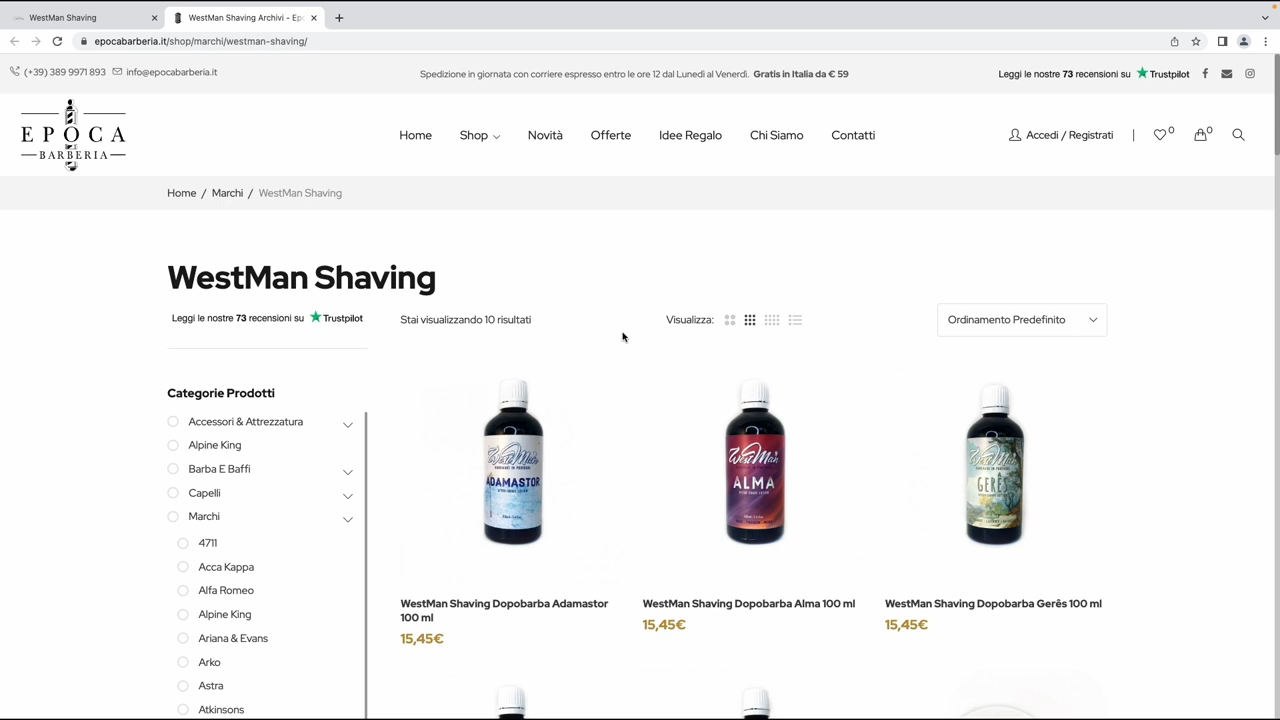 WestMan Shaving
WestMan Shaving Archivi - Epo
epocabarberia.it/shop/marchi/westman-shaving/
(+39) 389 9971 893
info@epocabarberia.it
Spedizione in giornata con corriere espresso entro le ore 12 dal Lunedì al Venerdì. Gratis in Italia da € 59
Leggi le nostre 73 recensioni su Trustpilot
EPOCA
BARBERIA
Home
Shop
Novità
Offerte
Idee Regalo
Chi Siamo
Contatti
Accedi / Registrati
0
0
Home / Marchi / WestMan Shaving
WestMan Shaving
Leggi le nostre 73 recensioni su Trustpilot
Stai visualizzando 10 risultati
Visualizza:
Ordinamento Predefinito
Categorie Prodotti
Accessori & Attrezzatura
Alpine King
Barba E Baffi
Capelli
Marchi
4711
Acca Kappa
Alfa Romeo
Alpine King
Ariana & Evans
Arko
Astra
Atkinsons
WestMan
ADAMASTOR
WestMan
ALMA
WestMan
GERÊS
WestMan Shaving Dopobarba Adamastor
100 ml
15,45€
WestMan Shaving Dopobarba Alma 100 ml
15,45€
WestMan Shaving Dopobarba Gerês 100 ml
15,45€